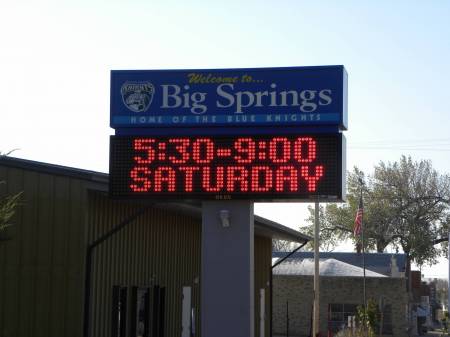 Welcome to...
Big Springs
HOME OF THE BLUE KNIGHTS
5:30-9:00
SATURDAY